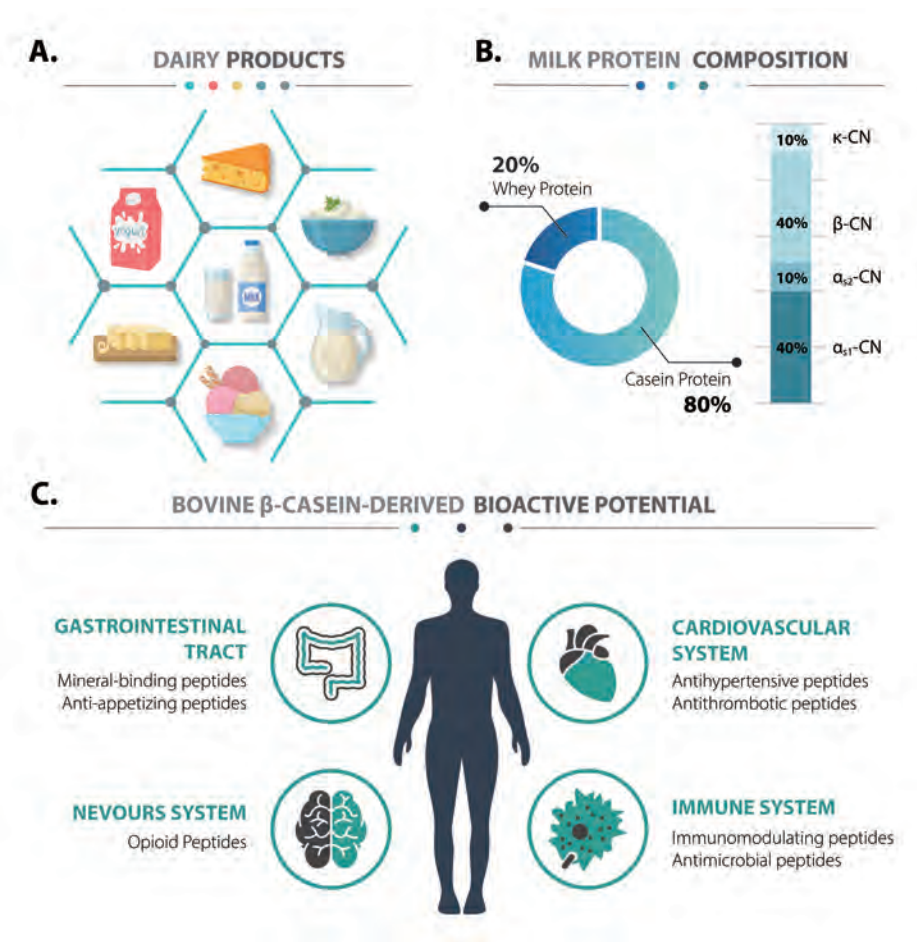 A.
DAIRY PRODUCTS
yogurt
MILK
B.
MILK PROTEIN COMPOSITION
20%
Whey Protein
Casein Protein
80%
10% κ-CN
40% β-CN
10% αs2-CN
40% αs1-CN
C.
BOVINE β-CASEIN-DERIVED BIOACTIVE POTENTIAL
GASTROINTESTINAL
TRACT
Mineral-binding peptides
Anti-appetizing peptides
CARDIOVASCULAR
SYSTEM
Antihypertensive peptides
Antithrombotic peptides
NEVOURS SYSTEM
Opioid Peptides
IMMUNE SYSTEM
Immunomodulating peptides
Antimicrobial peptides